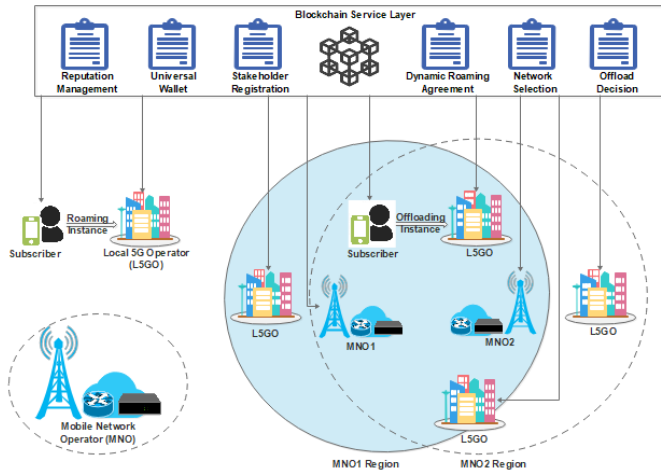 Blockchain Service Layer
Reputation
Management
Universal
Wallet
Stakeholder
Registration
Dynamic Roaming
Agreement
Network
Selection
Offload
Decision
Subscriber
Roaming
Instance
Local 5G Operator
(L5GO)
Subscriber
Offloading
Instance
L5GO
L5GO
MNO1
MNO2
L5GO
L5GO
Mobile Network
Operator (MNO)
MNO1 Region
MNO2 Region